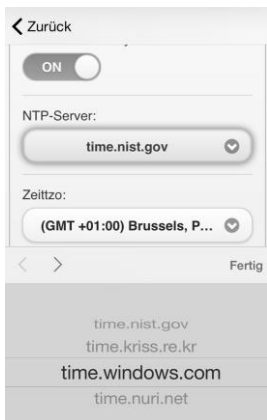 Zurück
ON
NTP-Server:
time.nist.gov
Zeittzo:
(GMT +01:00) Brussels, P...
Fertig
time.nist.gov
time.kriss.re.kr
time.windows.com
time.nuri.net